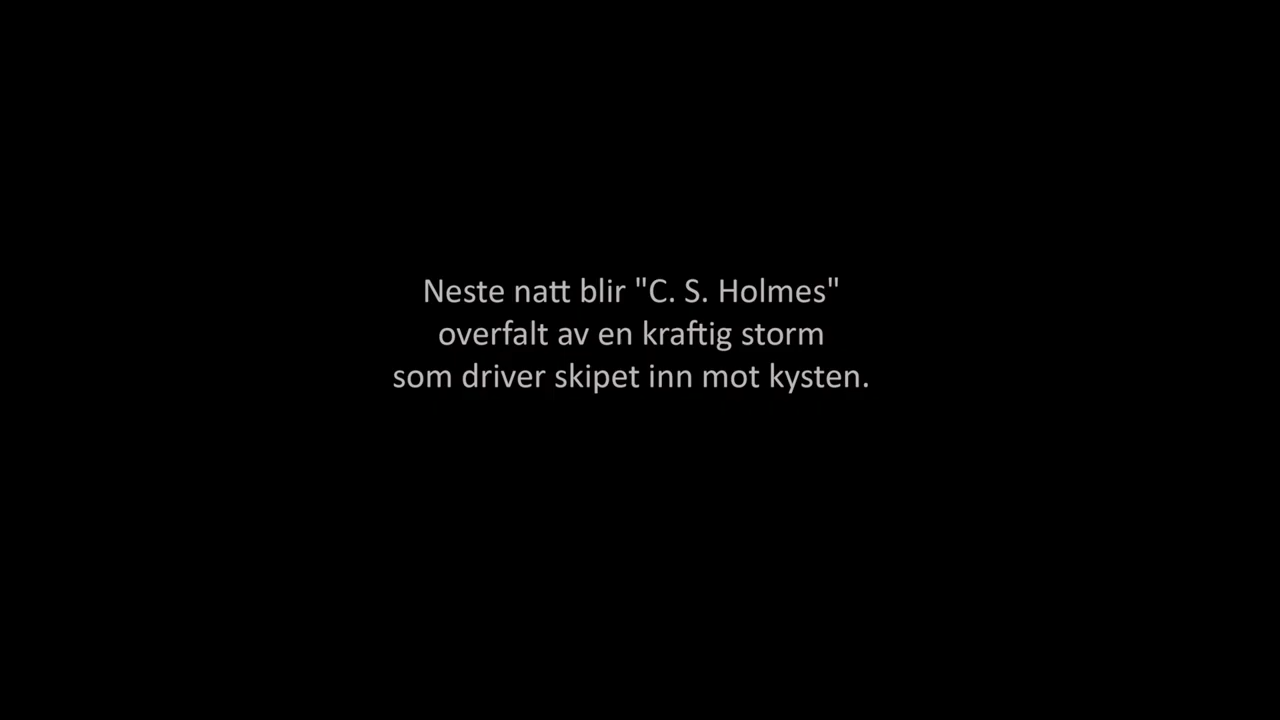 Neste natt blir "C. S. Holmes"
overfalt av en kraftig storm
som driver skipet inn mot kysten.